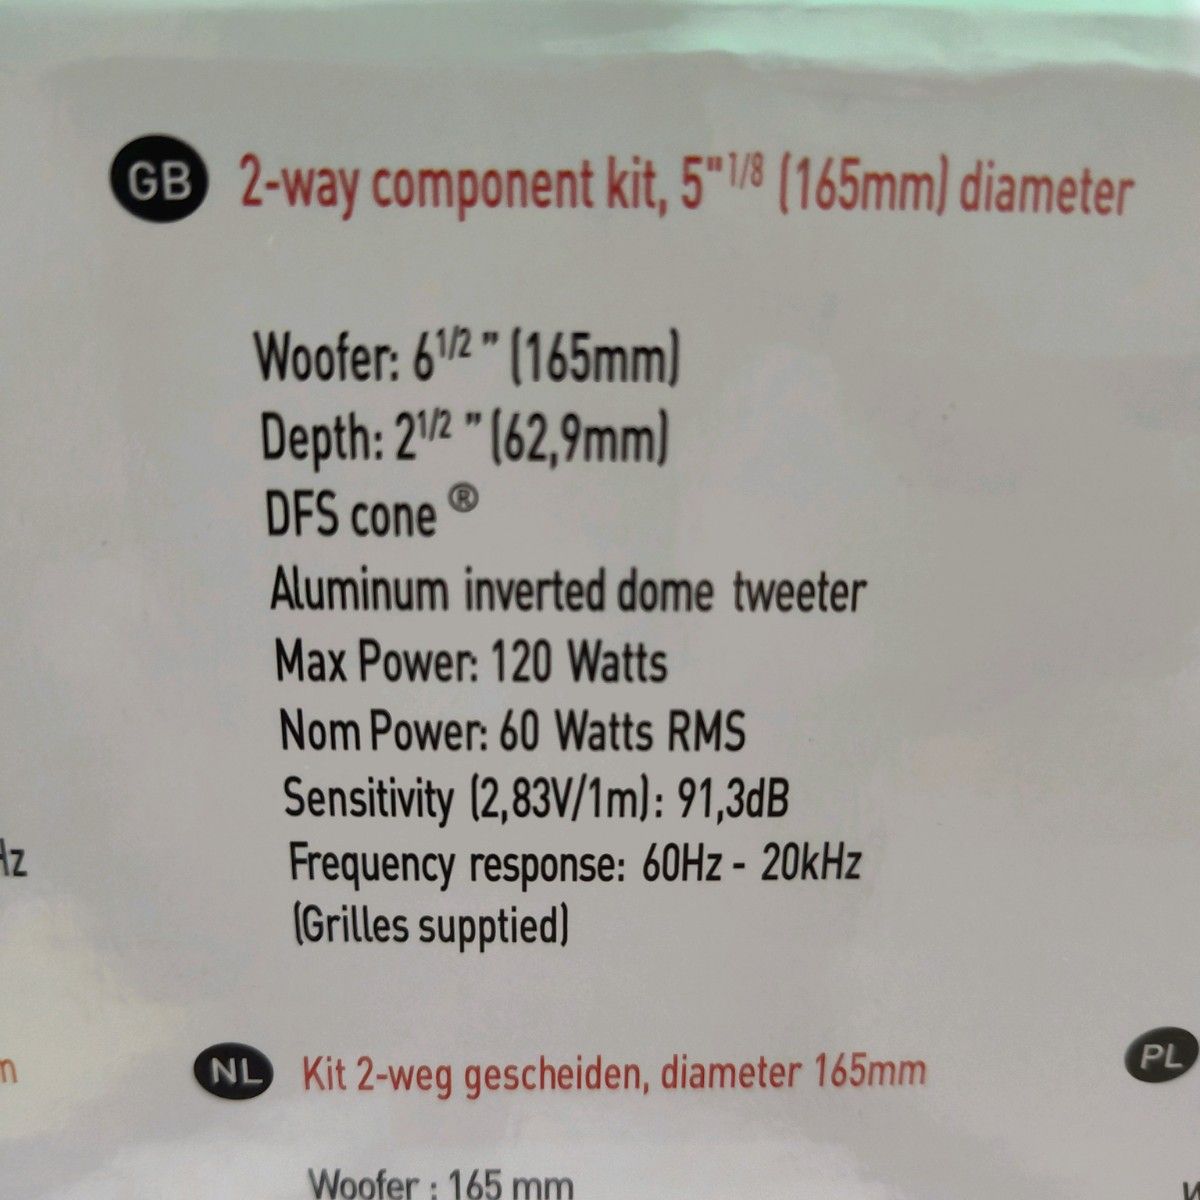 GB 2-way component kit, 5"1/8 (165mm) diameter
Woofer: 61/2 ” (165mm)
Depth: 21/2 ” (62,9mm)
DFS cone ®
Aluminum inverted dome tweeter
Max Power: 120 Watts
Nom Power: 60 Watts RMS
Sensitivity (2,83V/1m): 91,3dB
Hz
Frequency response: 60Hz - 20kHz
(Grilles supptied)
NL Kit 2-weg gescheiden, diameter 165mm
PL
Woofer : 165 mm